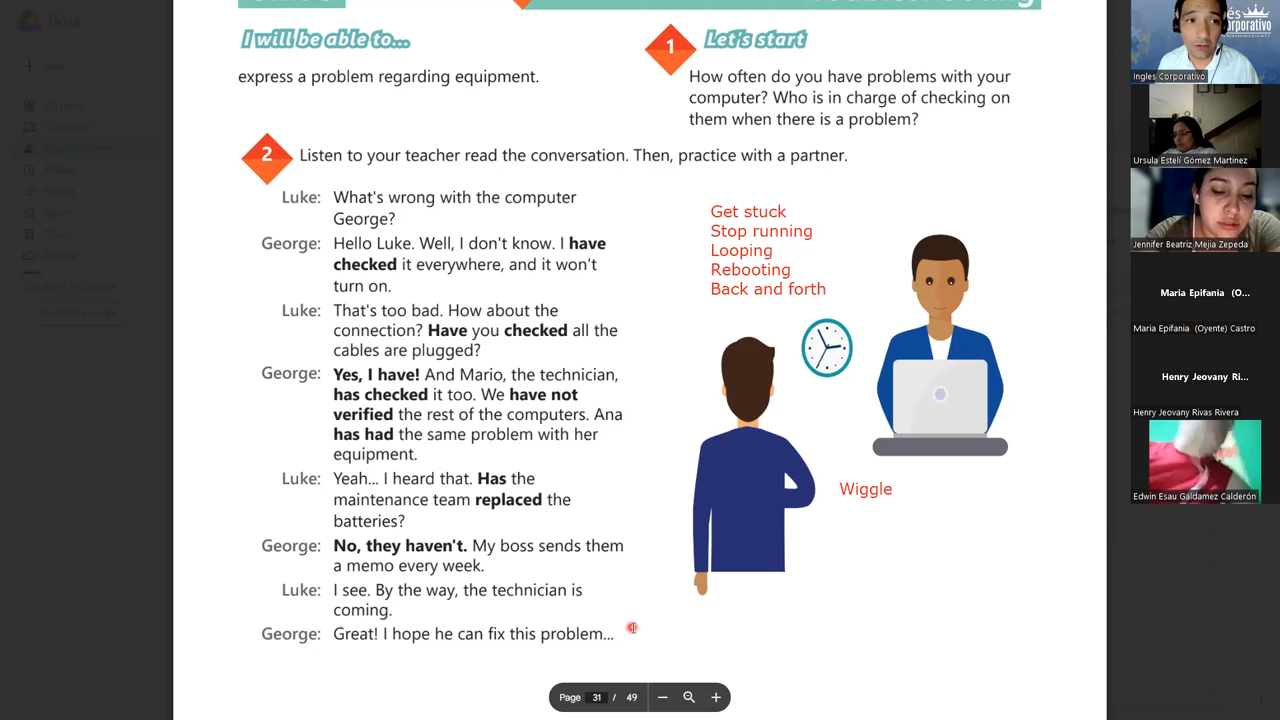 I will be able to...
express a problem regarding equipment.
1
Let's start
How often do you have problems with your
computer? Who is in charge of checking on
them when there is a problem?
2
Listen to your teacher read the conversation. Then, practice with a partner.
Luke: What's wrong with the computer
George?
George: Hello Luke. Well, I don't know. I have
checked it everywhere, and it won't
turn on.
Luke: That's too bad. How about the
connection? Have you checked all the
cables are plugged?
George: Yes, I have! And Mario, the technician,
has checked it too. We have not
verified the rest of the computers. Ana
has had the same problem with her
equipment.
Luke: Yeah... I heard that. Has the
maintenance team replaced the
batteries?
George: No, they haven't. My boss sends them
a memo every week.
Luke: I see. By the way, the technician is
coming.
George: Great! I hope he can fix this problem...
Get stuck
Stop running
Looping
Rebooting
Back and forth
Wiggle
Page 31 / 49
Ingles Corporativo
Ursula Estelí Gómez Martinez
Jennifer Beatriz Mejia Zepeda
Maria Epifania (O...
Maria Epifania (Oyente) Castro
Henry Jeovany Ri...
Henry Jeovany Rivas Rivera
Edwin Esau Galdamez Calderón